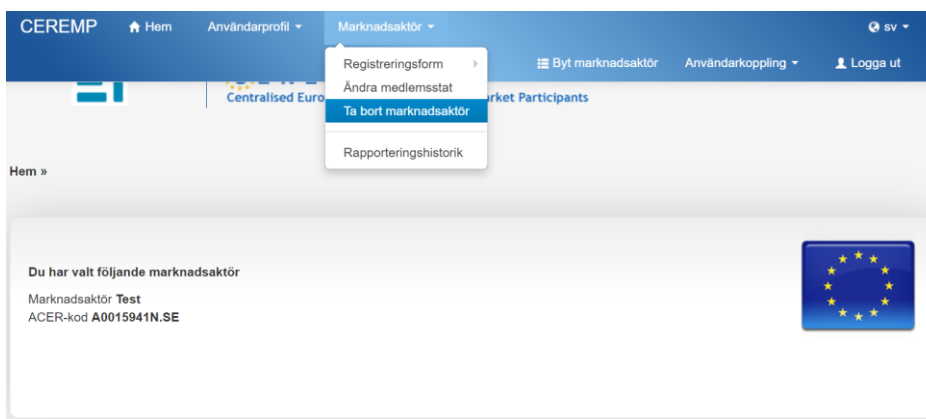 CEREMP Hem Användarprofil Marknadsaktör sv
Byt marknadsaktör Användarkoppling Logga ut
Registreringsform
Ändra medlemsstat
Ta bort marknadsaktör
Rapporteringshistorik
Centralised Euro
rket Participants
Hem »
Du har valt följande marknadsaktör
Marknadsaktör Test
ACER-kod A0015941N.SE